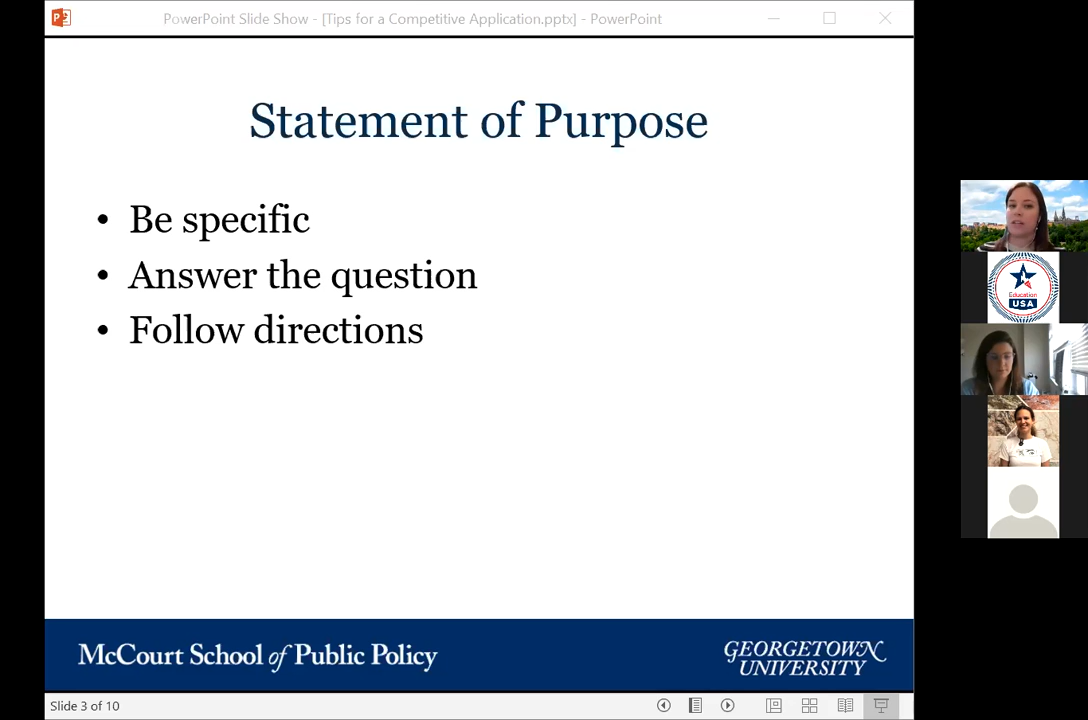 PowerPoint Slide Show - [Tips for a Competitive Application.pptx] - PowerPoint
Statement of Purpose
• Be specific
• Answer the question
• Follow directions
Education
USA
McCourt School of Public Policy
GEORGETOWN
UNIVERSITY
Slide 3 of 10